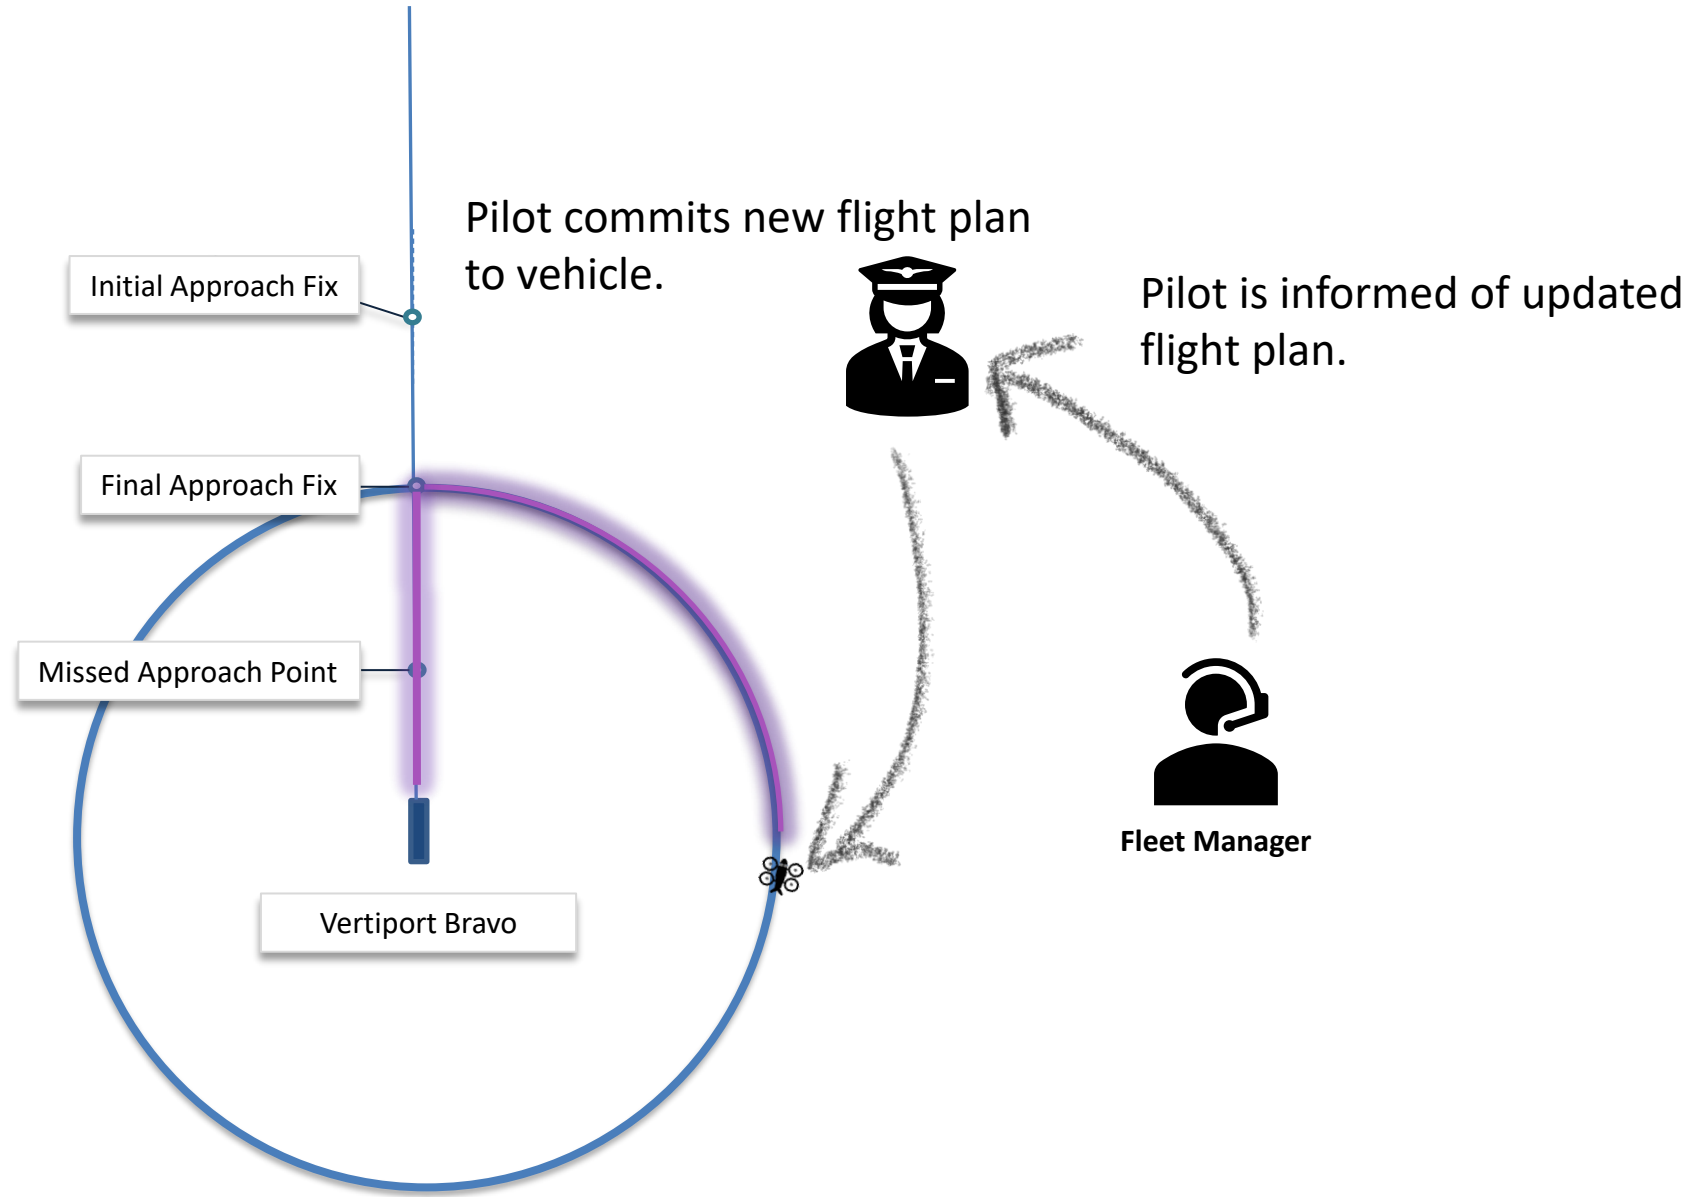 Pilot commits new flight plan
to vehicle.
Initial Approach Fix
Pilot is informed of updated
flight plan.
Final Approach Fix
Missed Approach Point
Fleet Manager
Vertiport Bravo